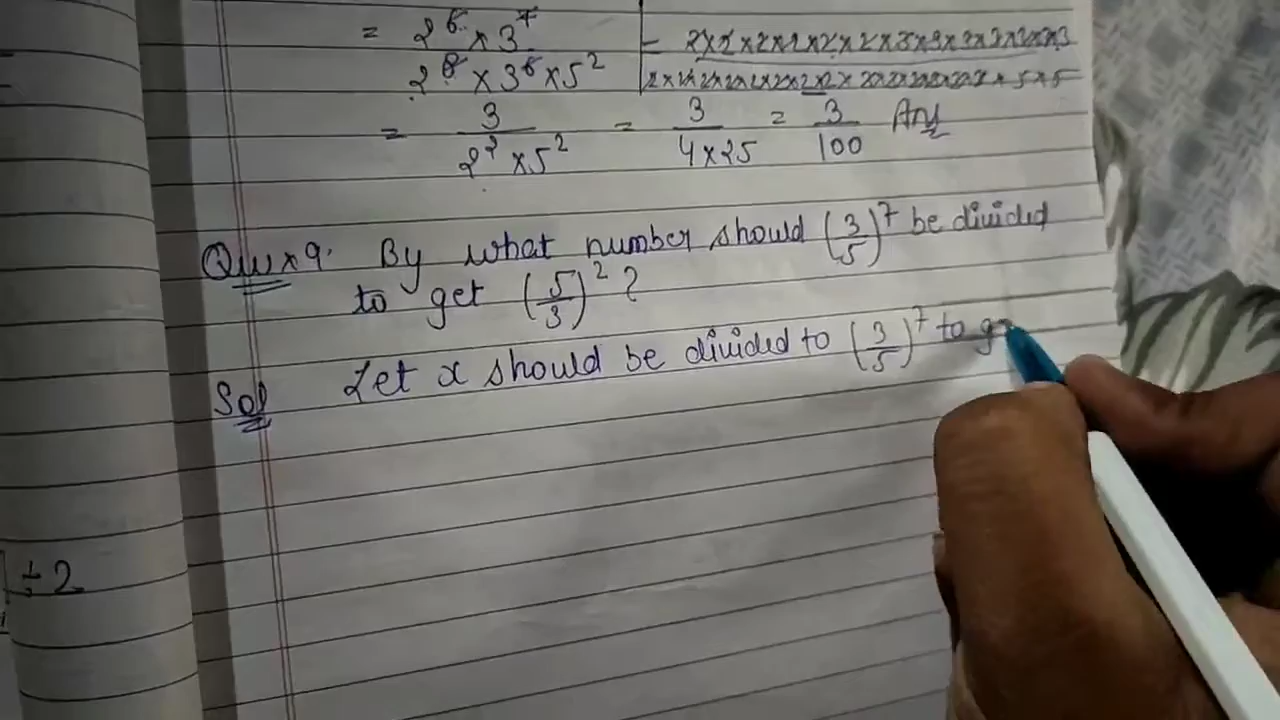 = 2^6 × 3^7
2^8 × 3^6 × 5^2
= 3/(2^2 × 5^2) = 3/(4×25) = 3/100 Ans
Qus 9. By what number should (3/5)^7 be divided
to get (5/3)^2 ?
Sol Let x should be divided to (3/5)^7 to g
÷ 2